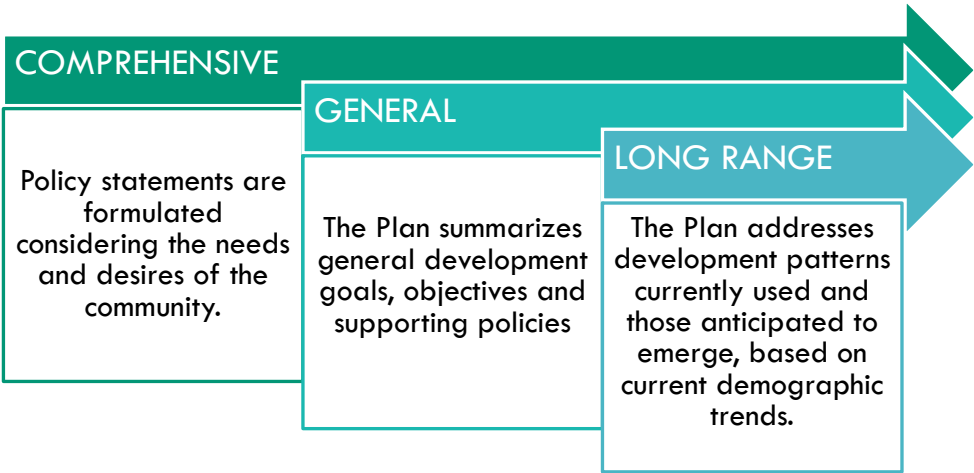 COMPREHENSIVE
Policy statements are
formulated
considering the needs
and desires of the
community.
GENERAL
The Plan summarizes
general development
goals, objectives and
supporting policies
LONG RANGE
The Plan addresses
development patterns
currently used and
those anticipated to
emerge, based on
current demographic
trends.